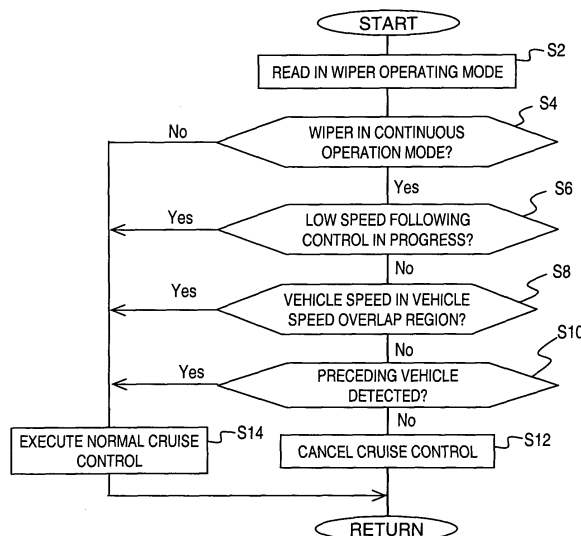 START
S2
READ IN WIPER OPERATING MODE
S4
No
WIPER IN CONTINUOUS
OPERATION MODE?
Yes
S6
Yes
LOW SPEED FOLLOWING
CONTROL IN PROGRESS?
No
S8
Yes
VEHICLE SPEED IN VEHICLE
SPEED OVERLAP REGION?
No
S10
Yes
PRECEDING VEHICLE
DETECTED?
No
EXECUTE NORMAL CRUISE
CONTROL
S14
CANCEL CRUISE CONTROL
S12
RETURN